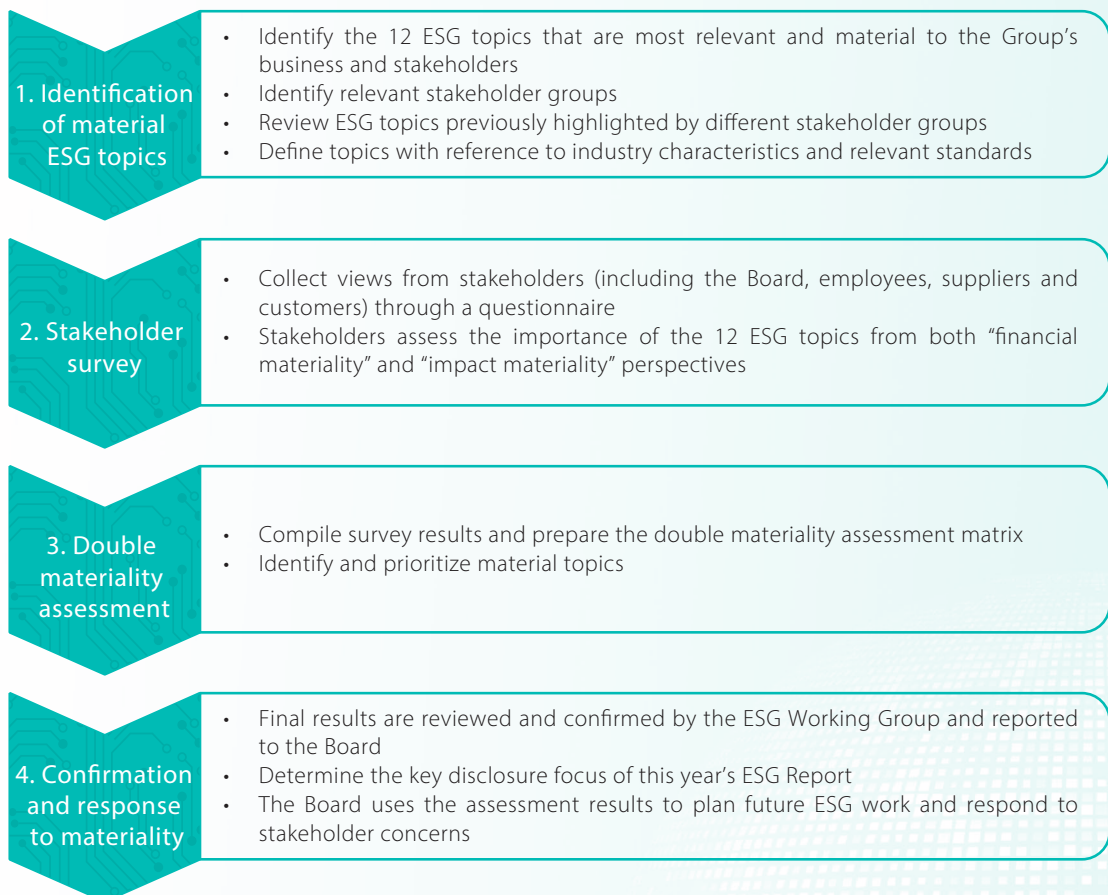 1. Identification
of material
ESG topics
• Identify the 12 ESG topics that are most relevant and material to the Group’s
business and stakeholders
• Identify relevant stakeholder groups
• Review ESG topics previously highlighted by different stakeholder groups
• Define topics with reference to industry characteristics and relevant standards
2. Stakeholder
survey
• Collect views from stakeholders (including the Board, employees, suppliers and
customers) through a questionnaire
• Stakeholders assess the importance of the 12 ESG topics from both “financial
materiality” and “impact materiality” perspectives
3. Double
materiality
assessment
• Compile survey results and prepare the double materiality assessment matrix
• Identify and prioritize material topics
4. Confirmation
and response
to materiality
• Final results are reviewed and confirmed by the ESG Working Group and reported
to the Board
• Determine the key disclosure focus of this year’s ESG Report
• The Board uses the assessment results to plan future ESG work and respond to
stakeholder concerns